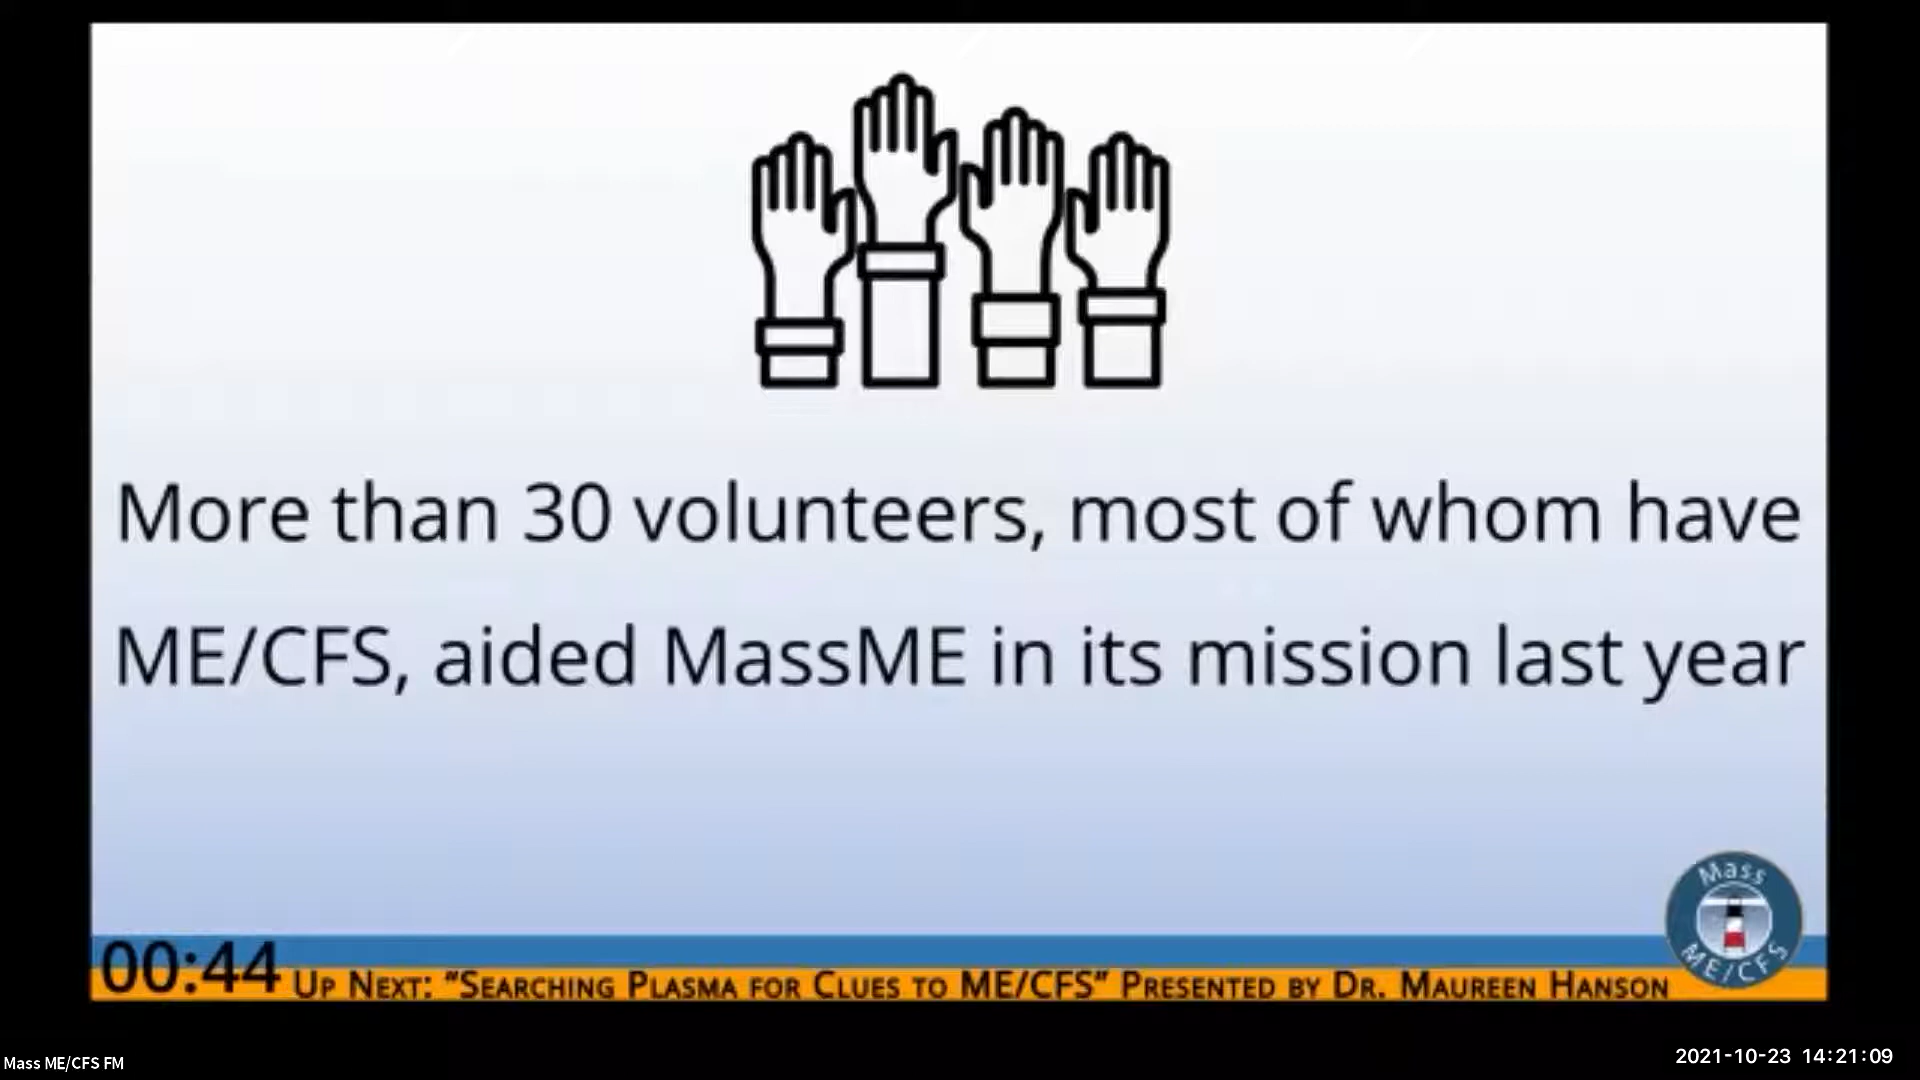 More than 30 volunteers, most of whom have
ME/CFS, aided MassME in its mission last year
Mass
ME/CFS
00:44
Up Next: "Searching Plasma for Clues to ME/CFS" Presented by Dr. Maureen Hanson
Mass ME/CFS FM
2021-10-23 14:21:09